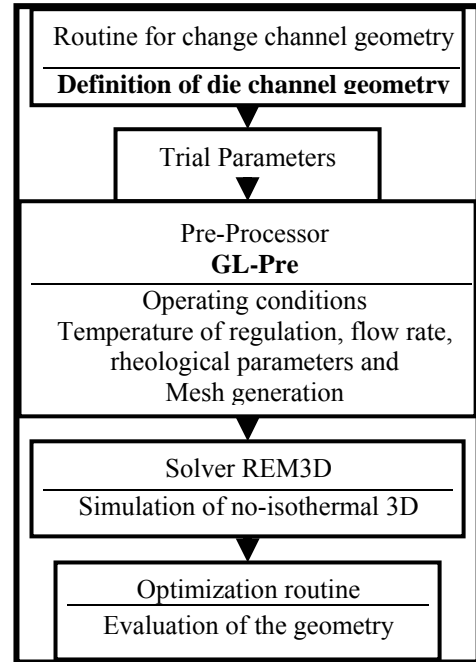 Routine for change channel geometry
Definition of die channel geometry
Trial Parameters
Pre-Processor
GL-Pre
Operating conditions
Temperature of regulation, flow rate,
rheological parameters and
Mesh generation
Solver REM3D
Simulation of no-isothermal 3D
Optimization routine
Evaluation of the geometry